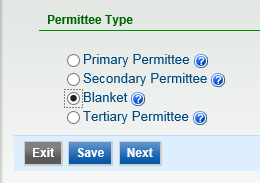 Permittee Type
Primary Permittee ?
Secondary Permittee ?
Blanket ?
Tertiary Permittee ?
Exit Save Next